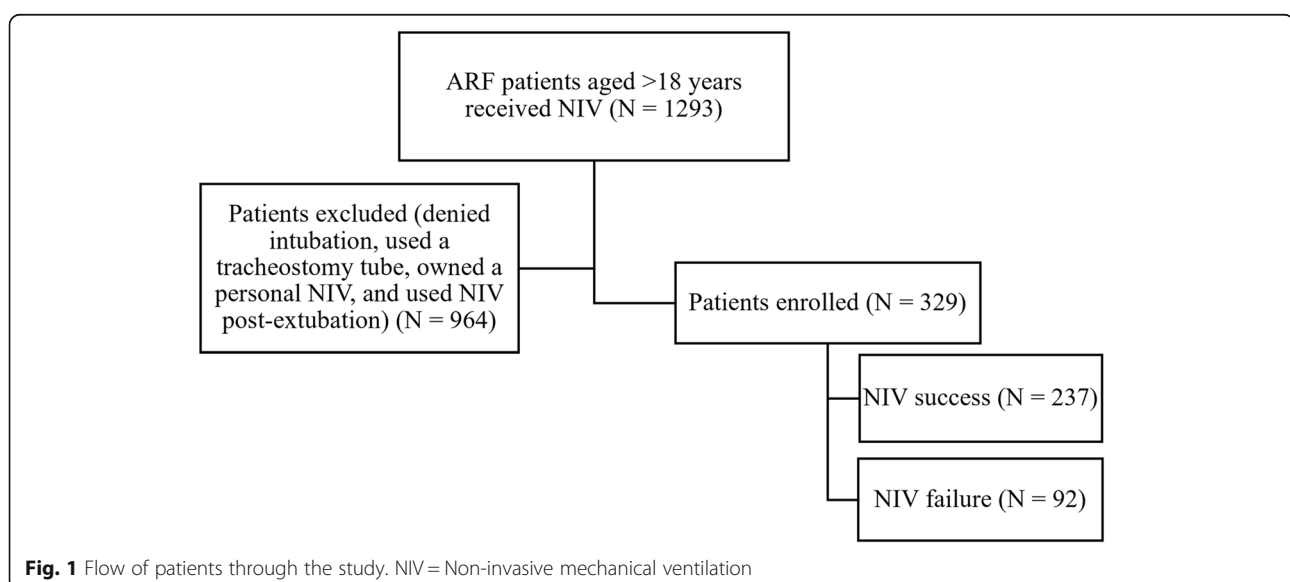 ARF patients aged >18 years
received NIV (N = 1293)
Patients excluded (denied
intubation, used a
tracheostomy tube, owned a
personal NIV, and used NIV
post-extubation) (N = 964)
Patients enrolled (N = 329)
NIV success (N = 237)
NIV failure (N = 92)
Fig. 1 Flow of patients through the study. NIV = Non-invasive mechanical ventilation